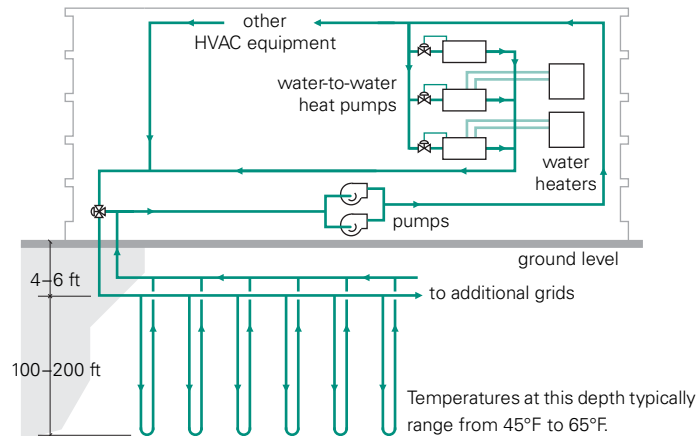 other
HVAC equipment
water-to-water
heat pumps
water
heaters
pumps
ground level
4–6 ft
to additional grids
100–200 ft
Temperatures at this depth typically
range from 45°F to 65°F.